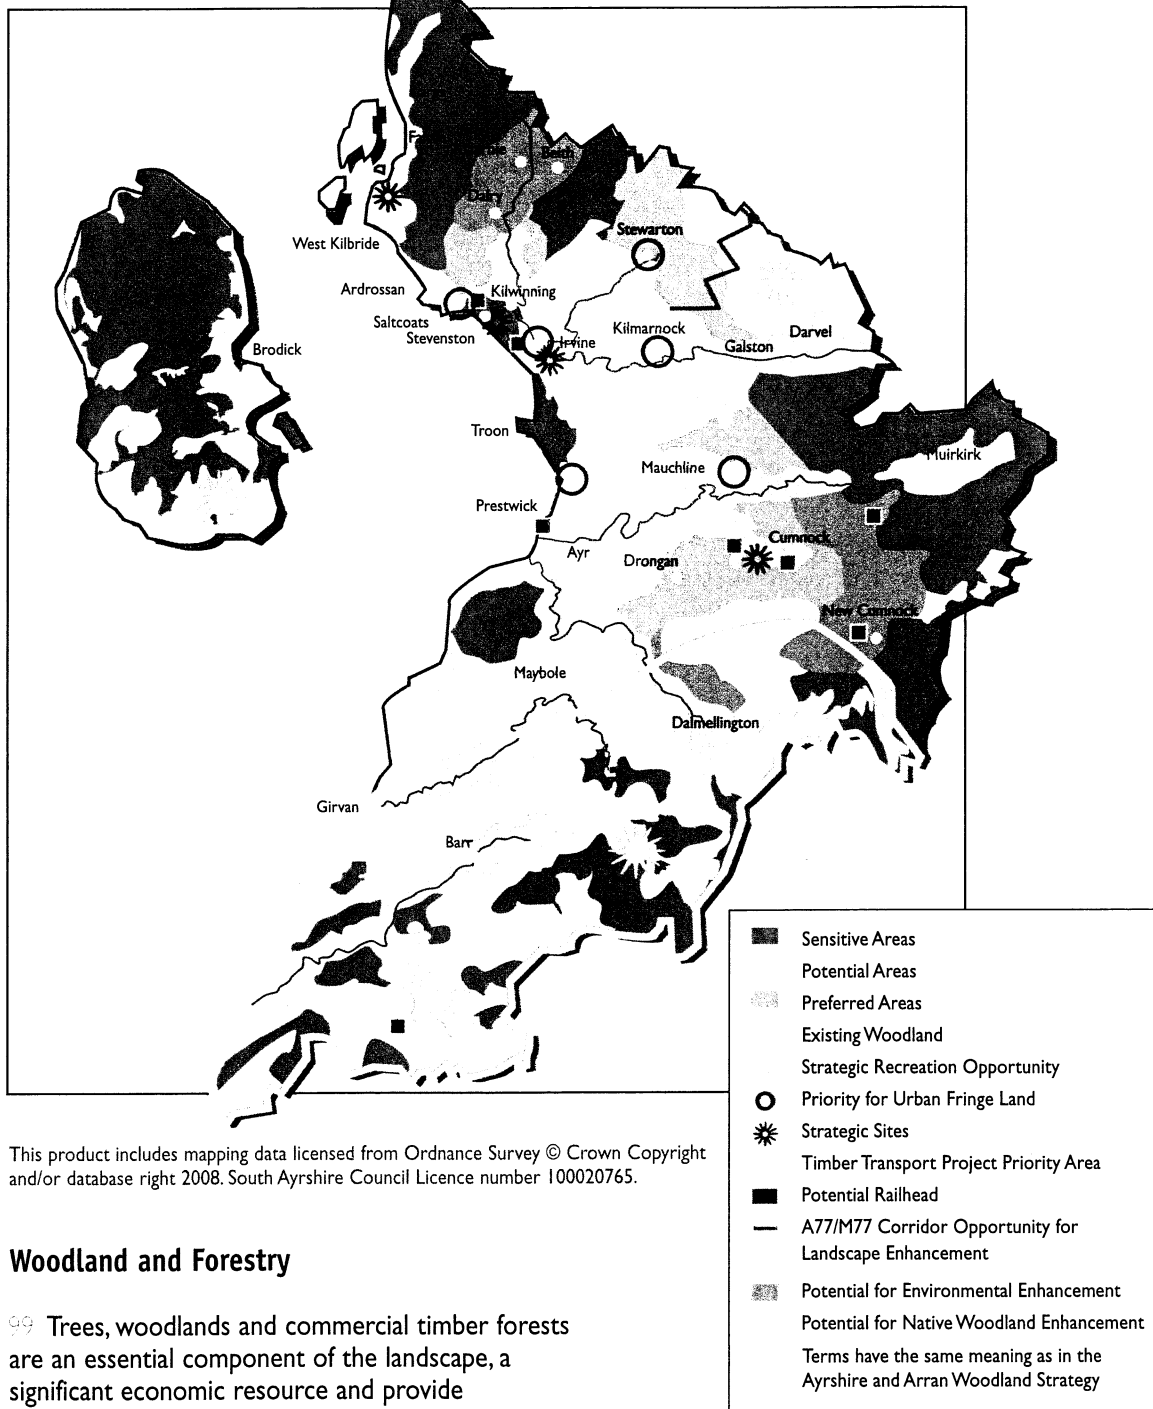 Beith
Dalry
West Kilbride
Stewarton
Ardrossan
Kilwinning
Saltcoats
Stevenston
Irvine
Kilmarnock
Galston
Darvel
Brodick
Troon
Mauchline
Muirkirk
Prestwick
Ayr
Drongan
Cumnock
New Cumnock
Maybole
Dalmellington
Girvan
Barr
Sensitive Areas
Potential Areas
Preferred Areas
Existing Woodland
Strategic Recreation Opportunity
Priority for Urban Fringe Land
Strategic Sites
Timber Transport Project Priority Area
Potential Railhead
A77/M77 Corridor Opportunity for
Landscape Enhancement
Potential for Environmental Enhancement
Potential for Native Woodland Enhancement
Terms have the same meaning as in the
Ayrshire and Arran Woodland Strategy
This product includes mapping data licensed from Ordnance Survey © Crown Copyright
and/or database right 2008. South Ayrshire Council Licence number 100020765.
Woodland and Forestry
99 Trees, woodlands and commercial timber forests
are an essential component of the landscape, a
significant economic resource and provide